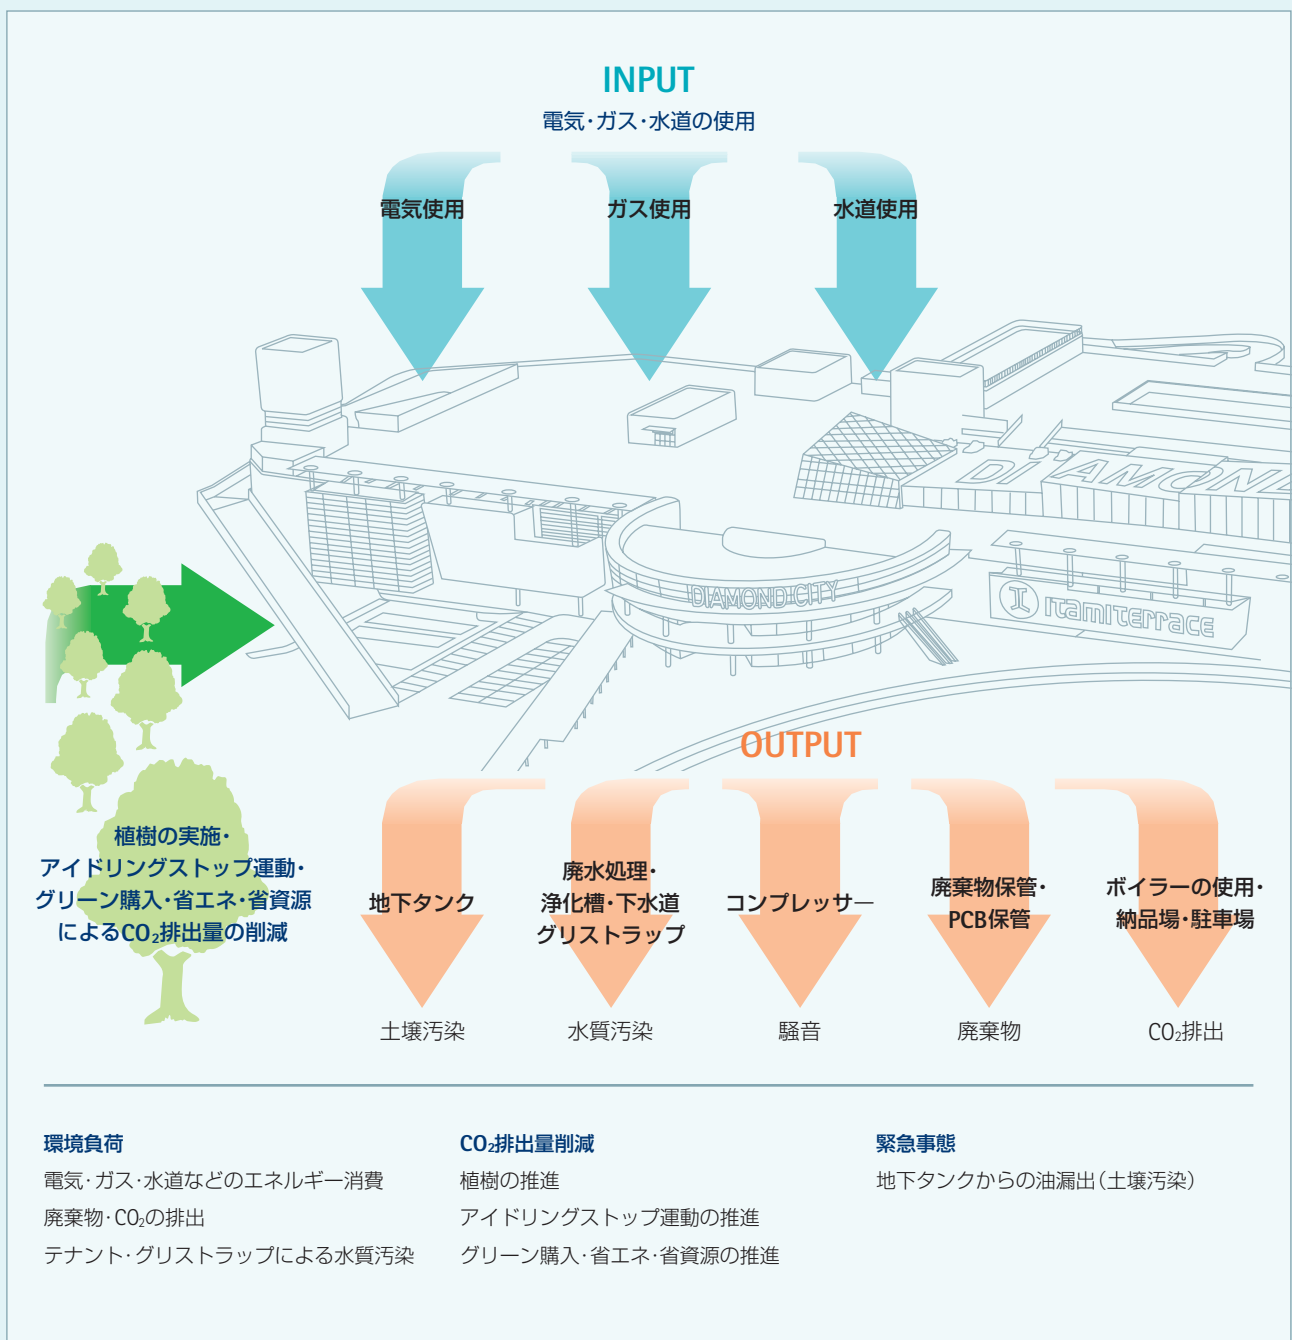 INPUT
電気・ガス・水道の使用
電気使用
ガス使用
水道使用
DIAMOND
DIAMOND CITY
ITAMITERRACE
OUTPUT
植樹の実施・
アイドリングストップ運動・
グリーン購入・省エネ・省資源
によるCO₂排出量の削減
地下タンク
廃水処理・
浄化槽・下水道
グリストラップ
コンプレッサー
廃棄物保管・
PCB保管
ボイラーの使用・
納品場・駐車場
土壌汚染
水質汚染
騒音
廃棄物
CO₂排出
環境負荷
電気・ガス・水道などのエネルギー消費
廃棄物・CO₂の排出
テナント・グリストラップによる水質汚染
CO₂排出量削減
植樹の推進
アイドリングストップ運動の推進
グリーン購入・省エネ・省資源の推進
緊急事態
地下タンクからの油漏出（土壌汚染）